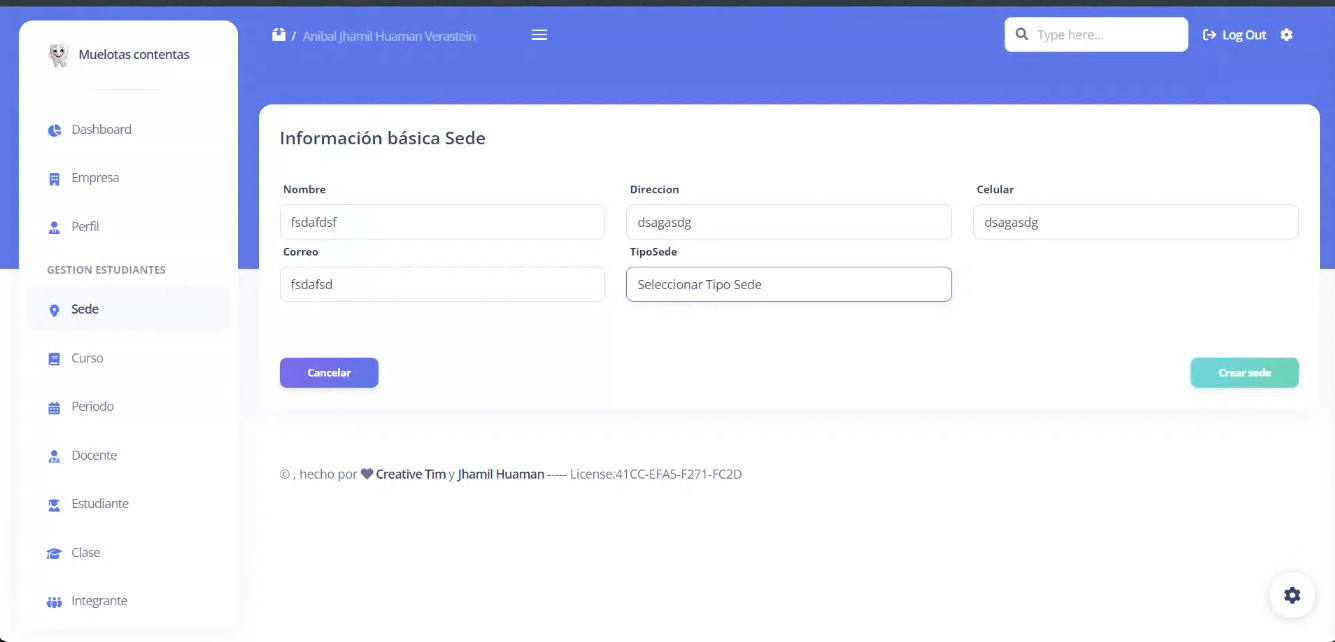 Muelotas contentas
/ Anibal Jhamil Huaman Verastein
Type here...
Log Out
Dashboard
Empresa
Perfil
GESTION ESTUDIANTES
Sede
Curso
Periodo
Docente
Estudiante
Clase
Integrante
Información básica Sede
Nombre
Direccion
Celular
fsdafdsf
dsagasdg
dsagasdg
Correo
TipoSede
fsdafsd
Seleccionar Tipo Sede
Cancelar
Crear sede
© , hecho por Creative Tim y Jhamil Huaman ----- License:41CC-EFA5-F271-FC2D